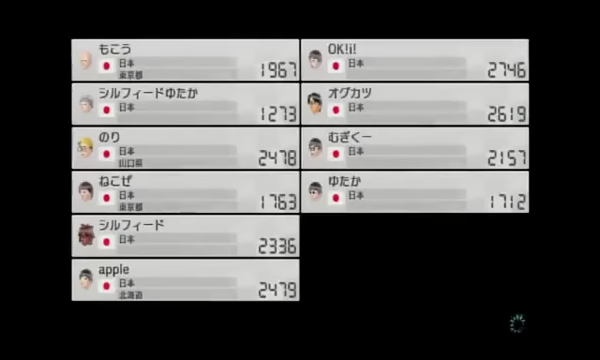 もこう
日本
東京都
1967
シルフィードゆたか
日本
1273
のり
日本
山口県
2478
ねこぜ
日本
東京都
1763
シルフィード
日本
2336
apple
日本
北海道
2479
OK!i!
日本
2746
オグカツ
日本
2619
むぎくー
日本
2157
ゆたか
日本
1712